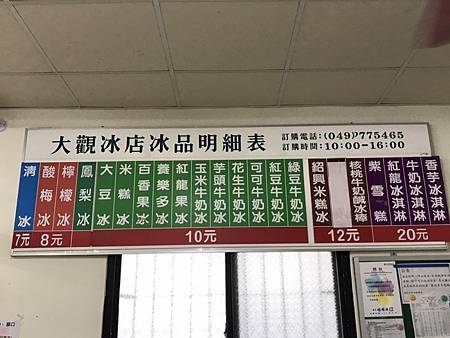 大觀冰店冰品明細表
訂購電話:(049)2775465
訂購時間:10:00-16:00
清冰
7元
酸梅冰
檸檬冰
8元
鳳梨冰
大豆冰
米糕冰
百香果冰
養樂多冰
紅龍果冰
玉米牛奶冰
芋頭牛奶冰
花生牛奶冰
可可牛奶冰
紅豆牛奶冰
綠豆牛奶冰
10元
紹興米糕冰
核桃牛奶鹹冰棒
12元
紫雪糕
紅龍冰淇淋
牛奶冰淇淋
香芋冰淇淋
20元
公告